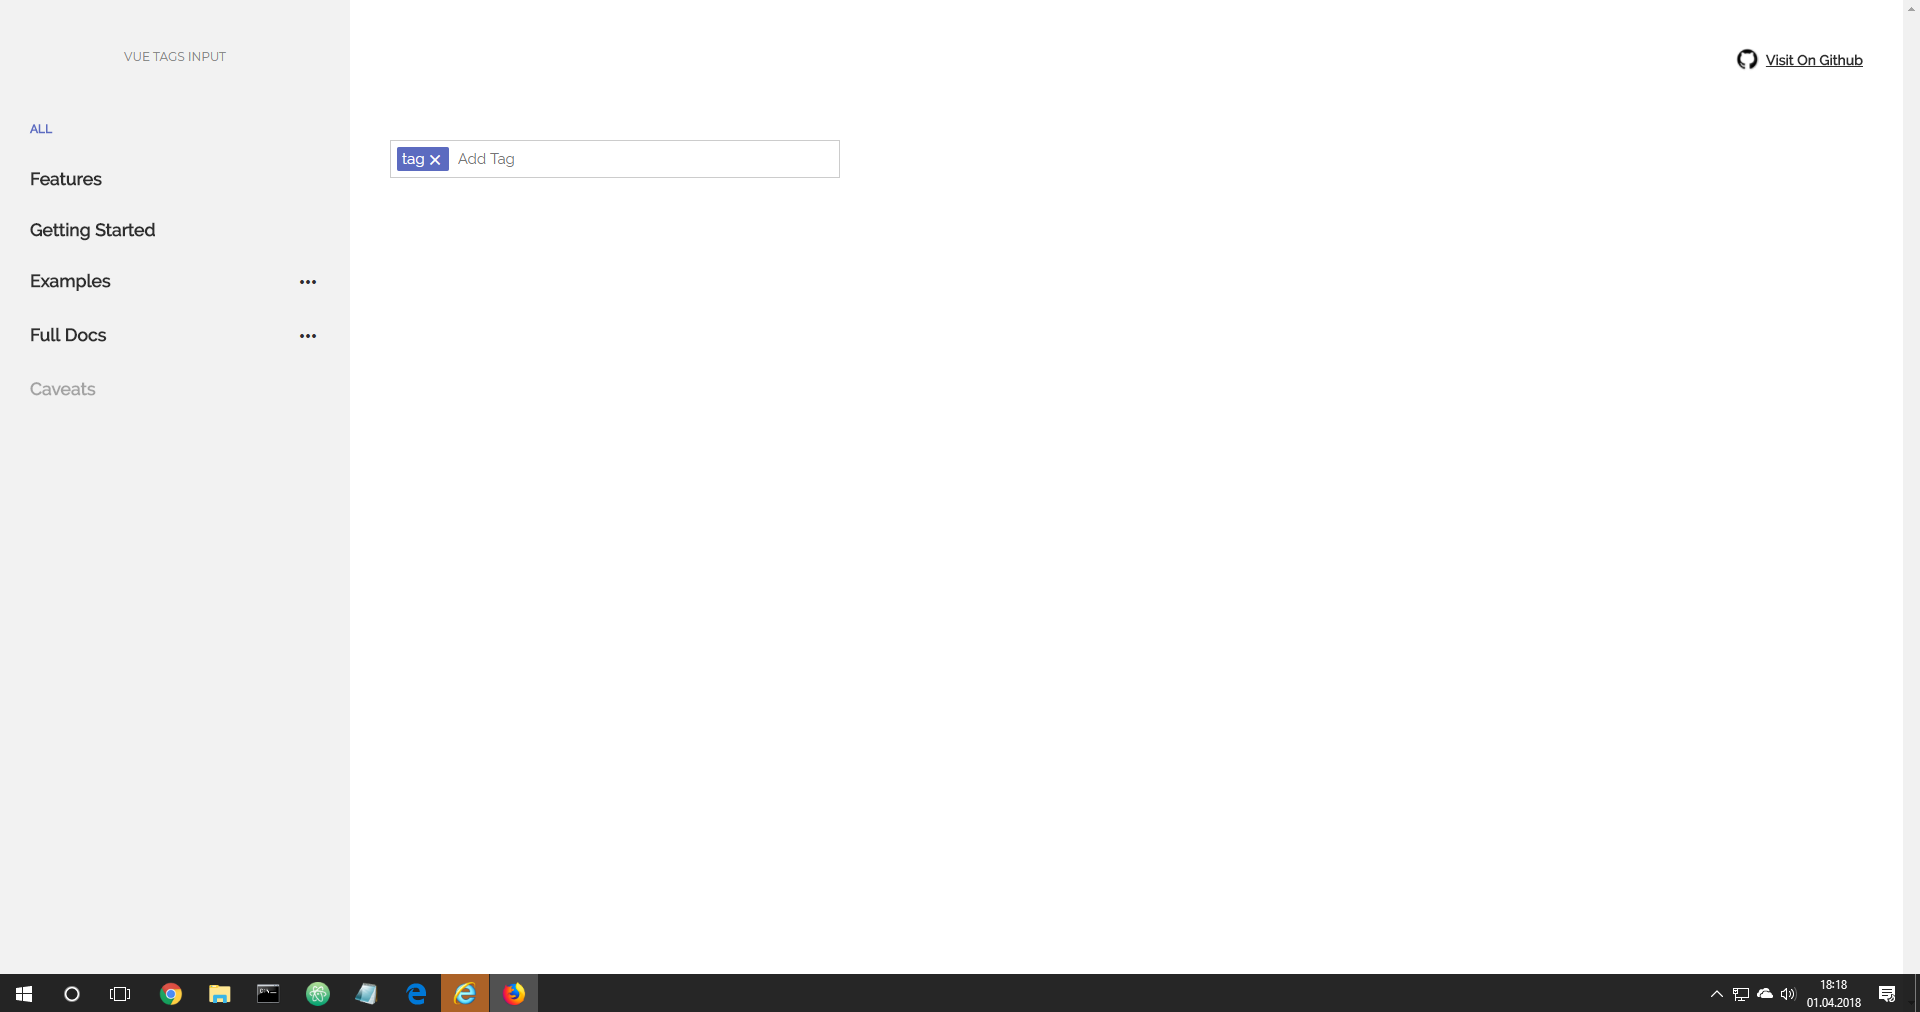 VUE TAGS INPUT
Visit On Github
ALL
tag Add Tag
Features
Getting Started
Examples
Full Docs
Caveats
18:18
01.04.2018